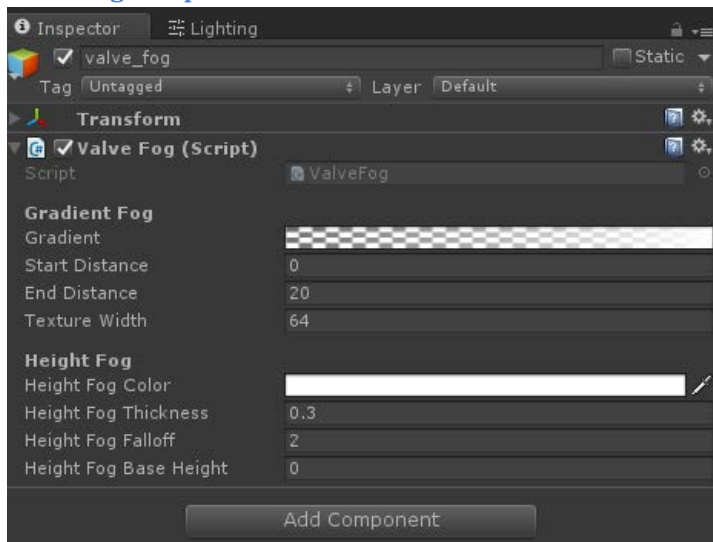 Inspector Lighting
valve_fog Static
Tag Untagged Layer Default
Transform
Valve Fog (Script)
Script ValveFog
Gradient Fog
Gradient
Start Distance 0
End Distance 20
Texture Width 64
Height Fog
Height Fog Color
Height Fog Thickness 0.3
Height Fog Falloff 2
Height Fog Base Height 0
Add Component